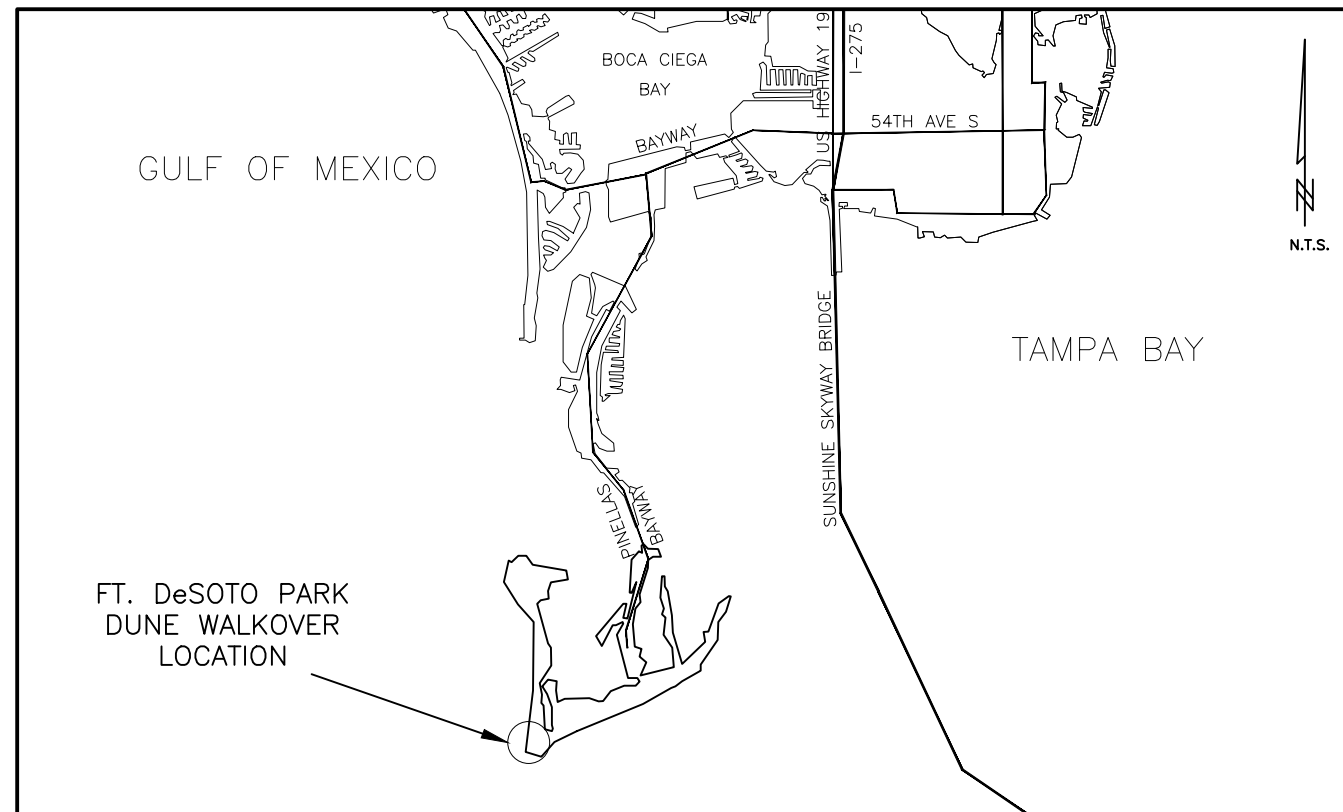 BOCA CIEGA
BAY
US HIGHWAY 19
I-275
54TH AVE S
BAYWAY
GULF OF MEXICO
N
N.T.S.
SUNSHINE SKYWAY BRIDGE
TAMPA BAY
PINELLAS
BAYWAY
FT. DeSOTO PARK
DUNE WALKOVER
LOCATION